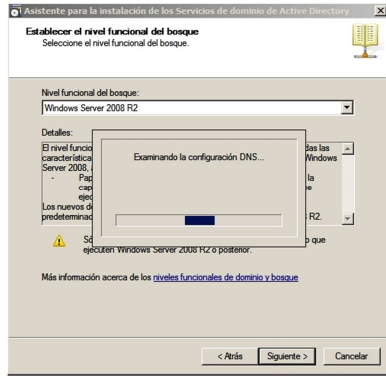 Asistente para la instalación de los Servicios de dominio de Active Directory
Establecer el nivel funcional del bosque
Seleccione el nivel funcional del bosque.
Nivel funcional del bosque:
Windows Server 2008 R2
Detalles:
El nivel funcio
das las
característica
Windows
Server 2008,
- Pap
la
Examinando la configuración DNS...
ejec
Los nuevos d
predeterminad
R2.
o que
ejecuten Windows Server 2008 R2 o posterior.
Más información acerca de los niveles funcionales de dominio y bosque
< Atrás
Siguiente >
Cancelar